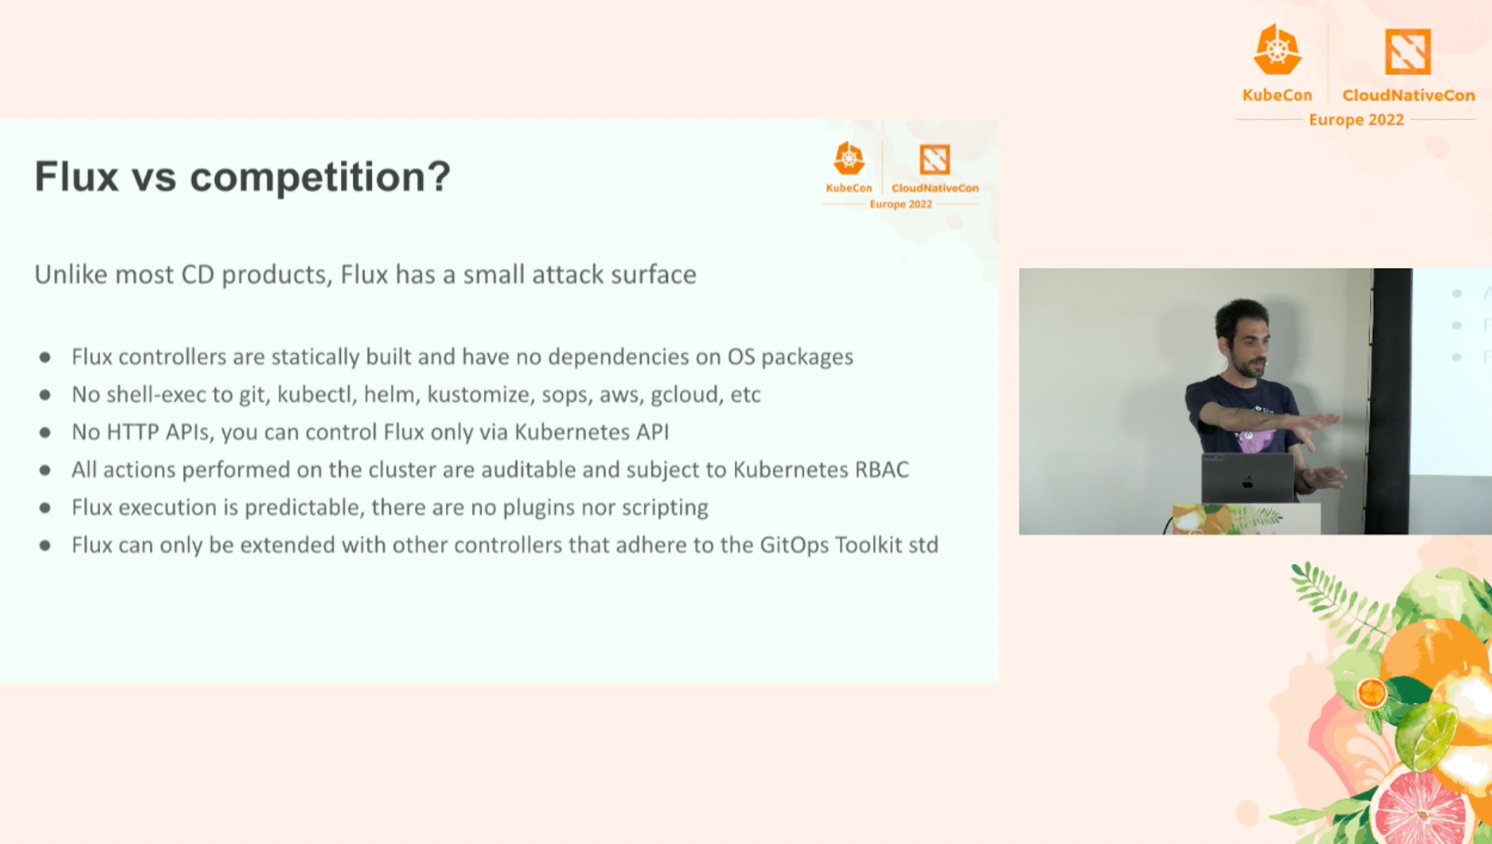 KubeCon
CloudNativeCon
Europe 2022
Flux vs competition?
KubeCon
CloudNativeCon
Europe 2022
Unlike most CD products, Flux has a small attack surface
● Flux controllers are statically built and have no dependencies on OS packages
● No shell-exec to git, kubectl, helm, kustomize, sops, aws, gcloud, etc
● No HTTP APIs, you can control Flux only via Kubernetes API
● All actions performed on the cluster are auditable and subject to Kubernetes RBAC
● Flux execution is predictable, there are no plugins nor scripting
● Flux can only be extended with other controllers that adhere to the GitOps Toolkit std